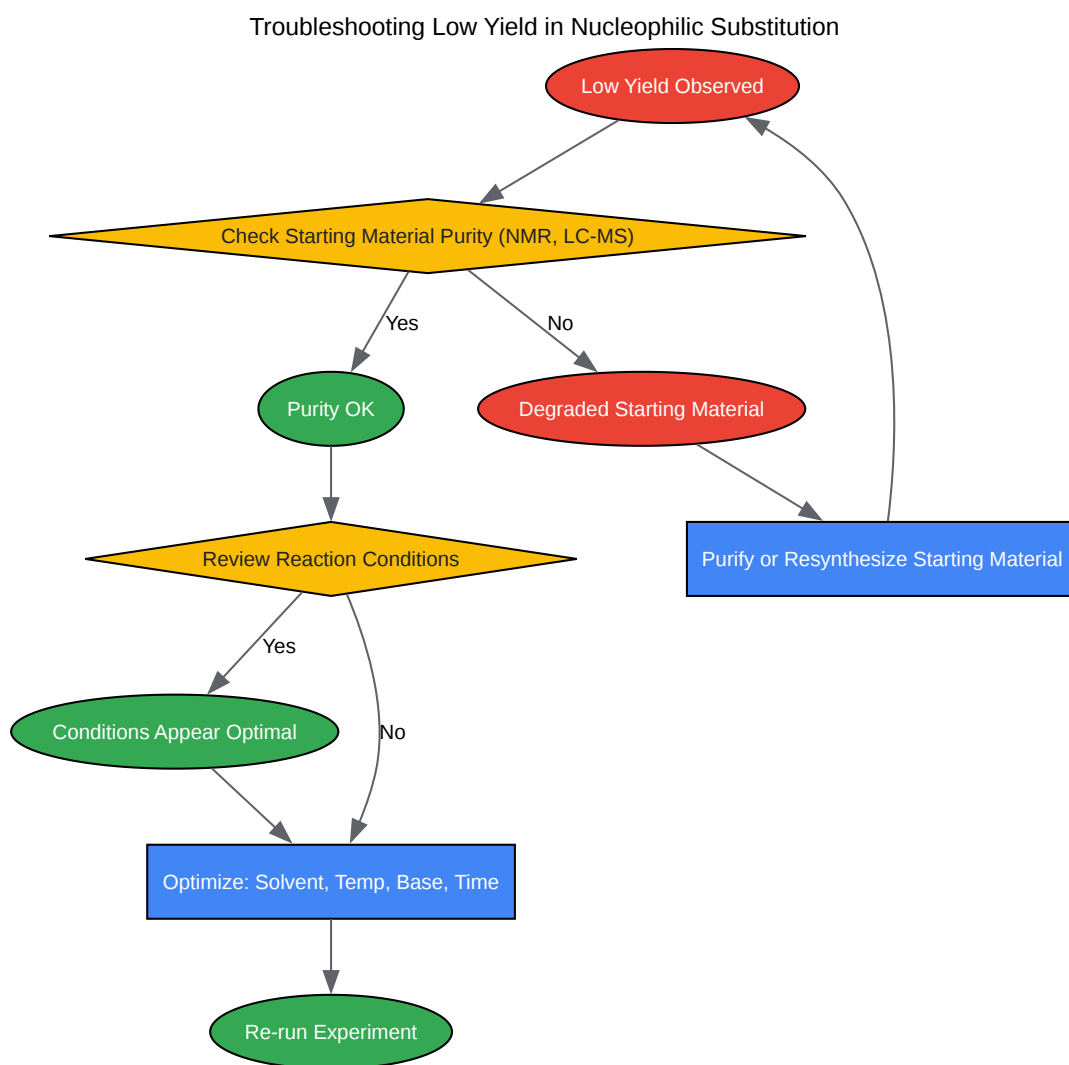 Troubleshooting Low Yield in Nucleophilic Substitution
Low Yield Observed
Check Starting Material Purity (NMR, LC-MS)
Yes
No
Purity OK
Degraded Starting Material
Review Reaction Conditions
Purify or Resynthesize Starting Material
Yes
Conditions Appear Optimal
No
Optimize: Solvent, Temp, Base, Time
Re-run Experiment